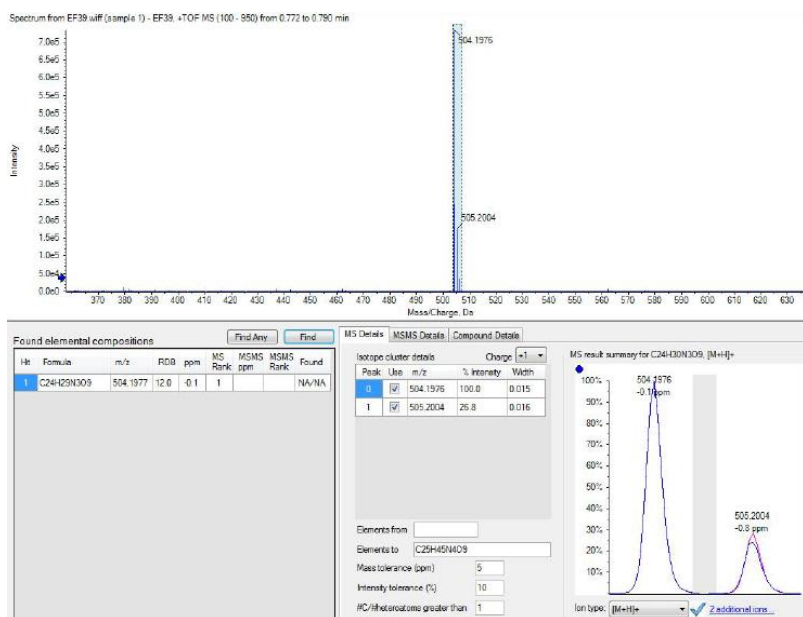 Spectrum from EF39.wiff (sample 1) - EF39, +TOF MS (100 - 950) from 0.772 to 0.790 min
7.0e5
6.5e5
6.0e5
5.5e5
5.0e5
4.5e5
4.0e5
3.5e5
3.0e5
2.5e5
2.0e5
1.5e5
1.0e5
5.0e4
0.0e0
Intensity
504.1976
505.2004
370 380 390 400 410 420 430 440 450 460 470 480 490 500 510 520 530 540 550 560 570 580 590 600 610 620 630
Mass/Charge, Da
Found elemental compositions
Find Any
Find
Hit Formula m/z RDB ppm MS Rank MSMS ppm MSMS Rank Found
1 C24H29N3O9 504.1977 12.0 -0.1 1 NA/NA
MS Details MSMS Details Compound Details
Isotope cluster details
Charge +1
Peak Use m/z % Intensity Width
0 504.1976 100.0 0.015
1 505.2004 26.8 0.016
Elements from
Elements to C25H45N4O9
Mass tolerance (ppm) 5
Intensity tolerance (%) 10
#C/#heteroatoms greater than 1
MS result summary for C24H30N3O9, [M+H]+
100%
90%
80%
70%
60%
50%
40%
30%
20%
10%
504.1976
-0.1 ppm
505.2004
-0.8 ppm
Ion type: [M+H]+ 2 additional ions...